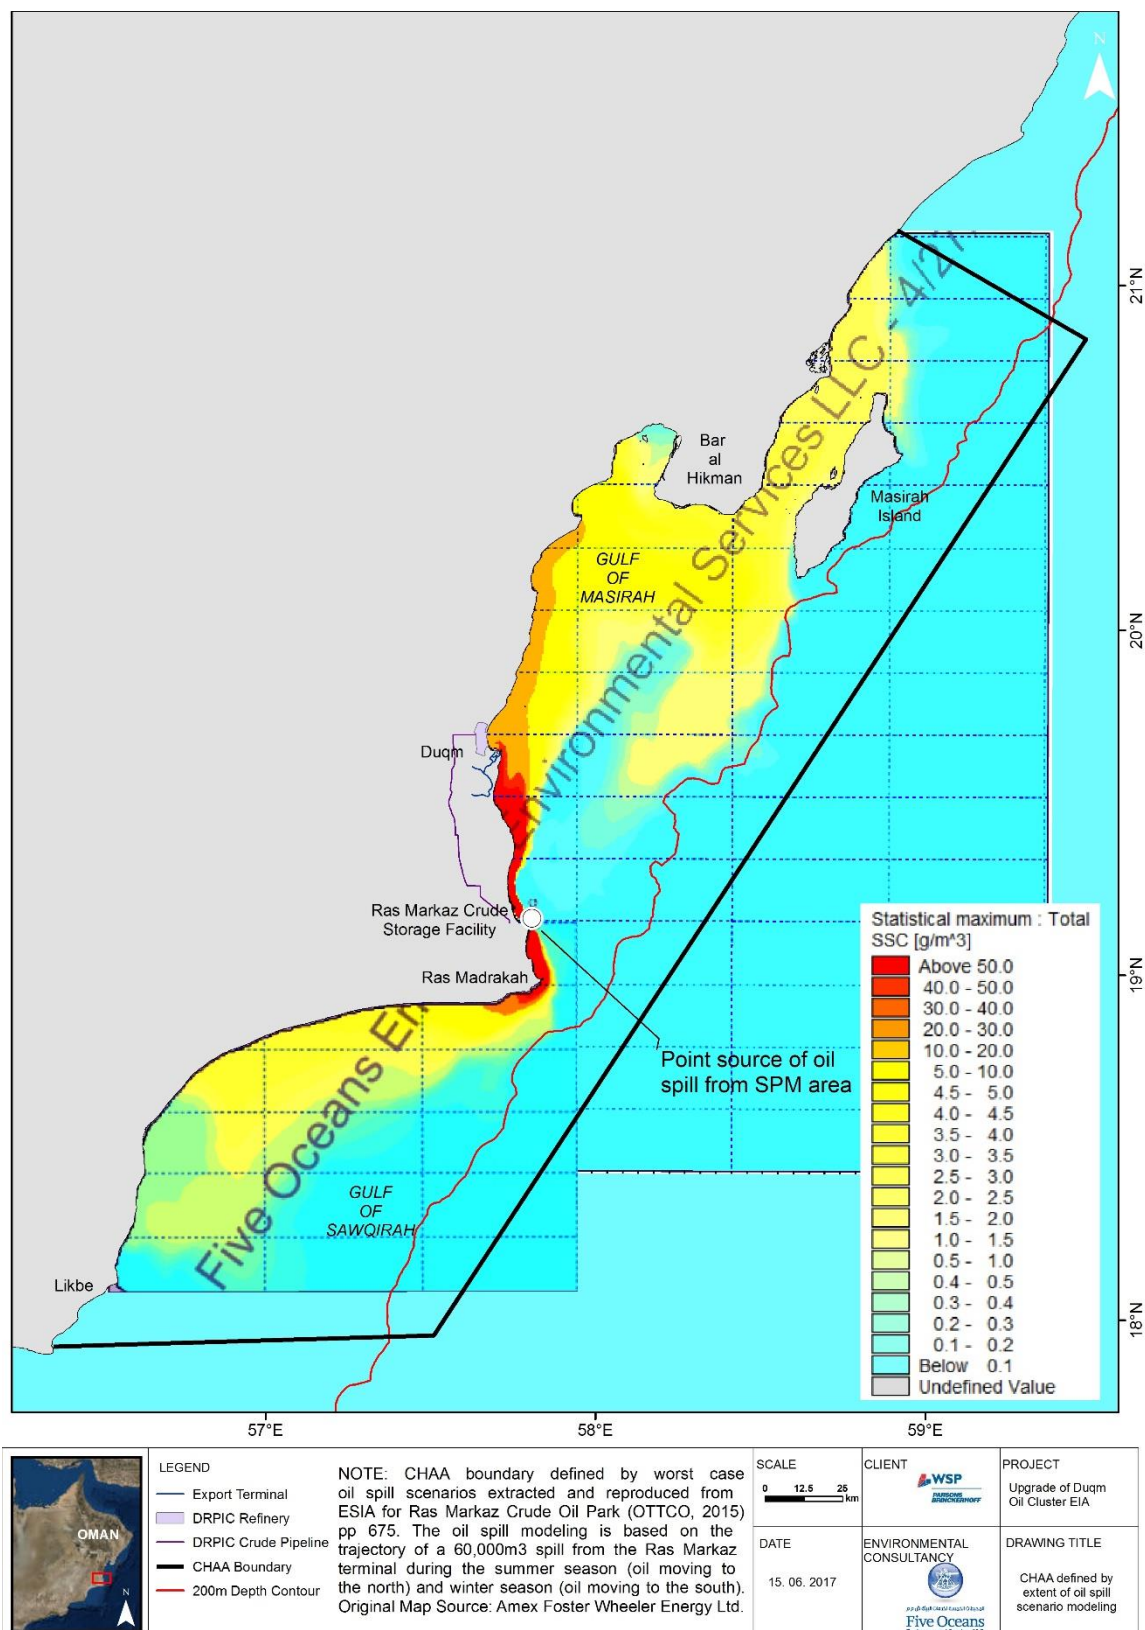 N
21°N
Bar
al
Hikman
Masirah
Island
GULF
OF
MASIRAH
20°N
Duqm
Ras Markaz Crude
Storage Facility
Ras Madrakah
19°N
Point source of oil
spill from SPM area
GULF
OF
SAWQIRAH
Likbe
18°N
Five Oceans Environmental Services LLC - 4/2
Statistical maximum : Total
SSC [g/m^3]
Above 50.0
40.0 - 50.0
30.0 - 40.0
20.0 - 30.0
10.0 - 20.0
5.0 - 10.0
4.5 - 5.0
4.0 - 4.5
3.5 - 4.0
3.0 - 3.5
2.5 - 3.0
2.0 - 2.5
1.5 - 2.0
1.0 - 1.5
0.5 - 1.0
0.4 - 0.5
0.3 - 0.4
0.2 - 0.3
0.1 - 0.2
Below 0.1
Undefined Value
57°E
58°E
59°E
OMAN
N
LEGEND
Export Terminal
DRPIC Refinery
DRPIC Crude Pipeline
CHAA Boundary
200m Depth Contour
NOTE: CHAA boundary defined by worst case
oil spill scenarios extracted and reproduced from
ESIA for Ras Markaz Crude Oil Park (OTTCO, 2015)
pp 675. The oil spill modeling is based on the
trajectory of a 60,000m3 spill from the Ras Markaz
terminal during the summer season (oil moving to
the north) and winter season (oil moving to the south).
Original Map Source: Amex Foster Wheeler Energy Ltd.
SCALE
0 12.5 25
km
CLIENT
WSP
PARSONS
BRINCKERHOFF
PROJECT
Upgrade of Duqm
Oil Cluster EIA
DATE
15. 06. 2017
ENVIRONMENTAL
CONSULTANCY
Five Oceans
DRAWING TITLE
CHAA defined by
extent of oil spill
scenario modeling